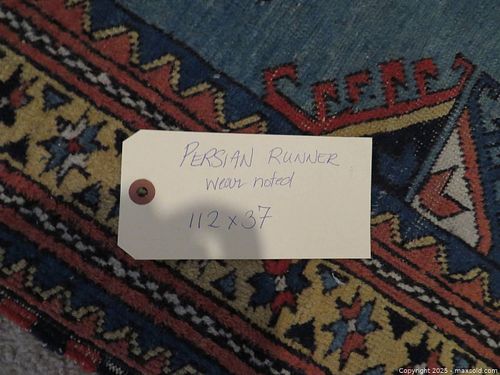 PERSIAN RUNNER
wear noted
112 x 37
Copyright 2025 - maxsold.com